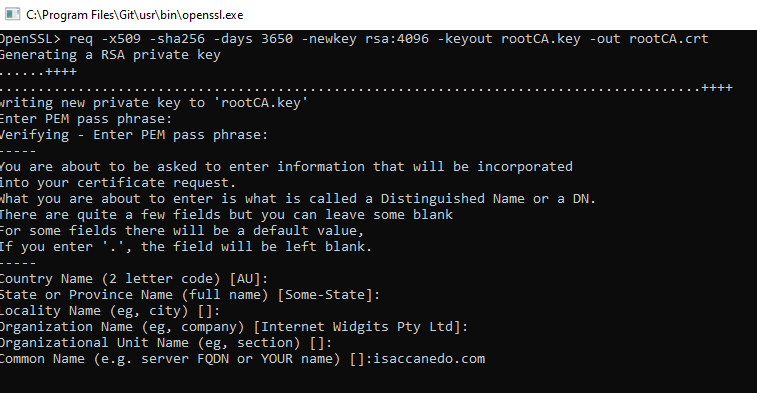 C:\Program Files\Git\usr\bin\openssl.exe
OpenSSL> req -x509 -sha256 -days 3650 -newkey rsa:4096 -keyout rootCA.key -out rootCA.crt
Generating a RSA private key
......++++
..........................................................................................++++
writing new private key to 'rootCA.key'
Enter PEM pass phrase:
Verifying - Enter PEM pass phrase:
-----
You are about to be asked to enter information that will be incorporated
into your certificate request.
What you are about to enter is what is called a Distinguished Name or a DN.
There are quite a few fields but you can leave some blank
For some fields there will be a default value,
If you enter '.', the field will be left blank.
-----
Country Name (2 letter code) [AU]:
State or Province Name (full name) [Some-State]:
Locality Name (eg, city) []:
Organization Name (eg, company) [Internet Widgits Pty Ltd]:
Organizational Unit Name (eg, section) []:
Common Name (e.g. server FQDN or YOUR name) []:isaccanedo.com